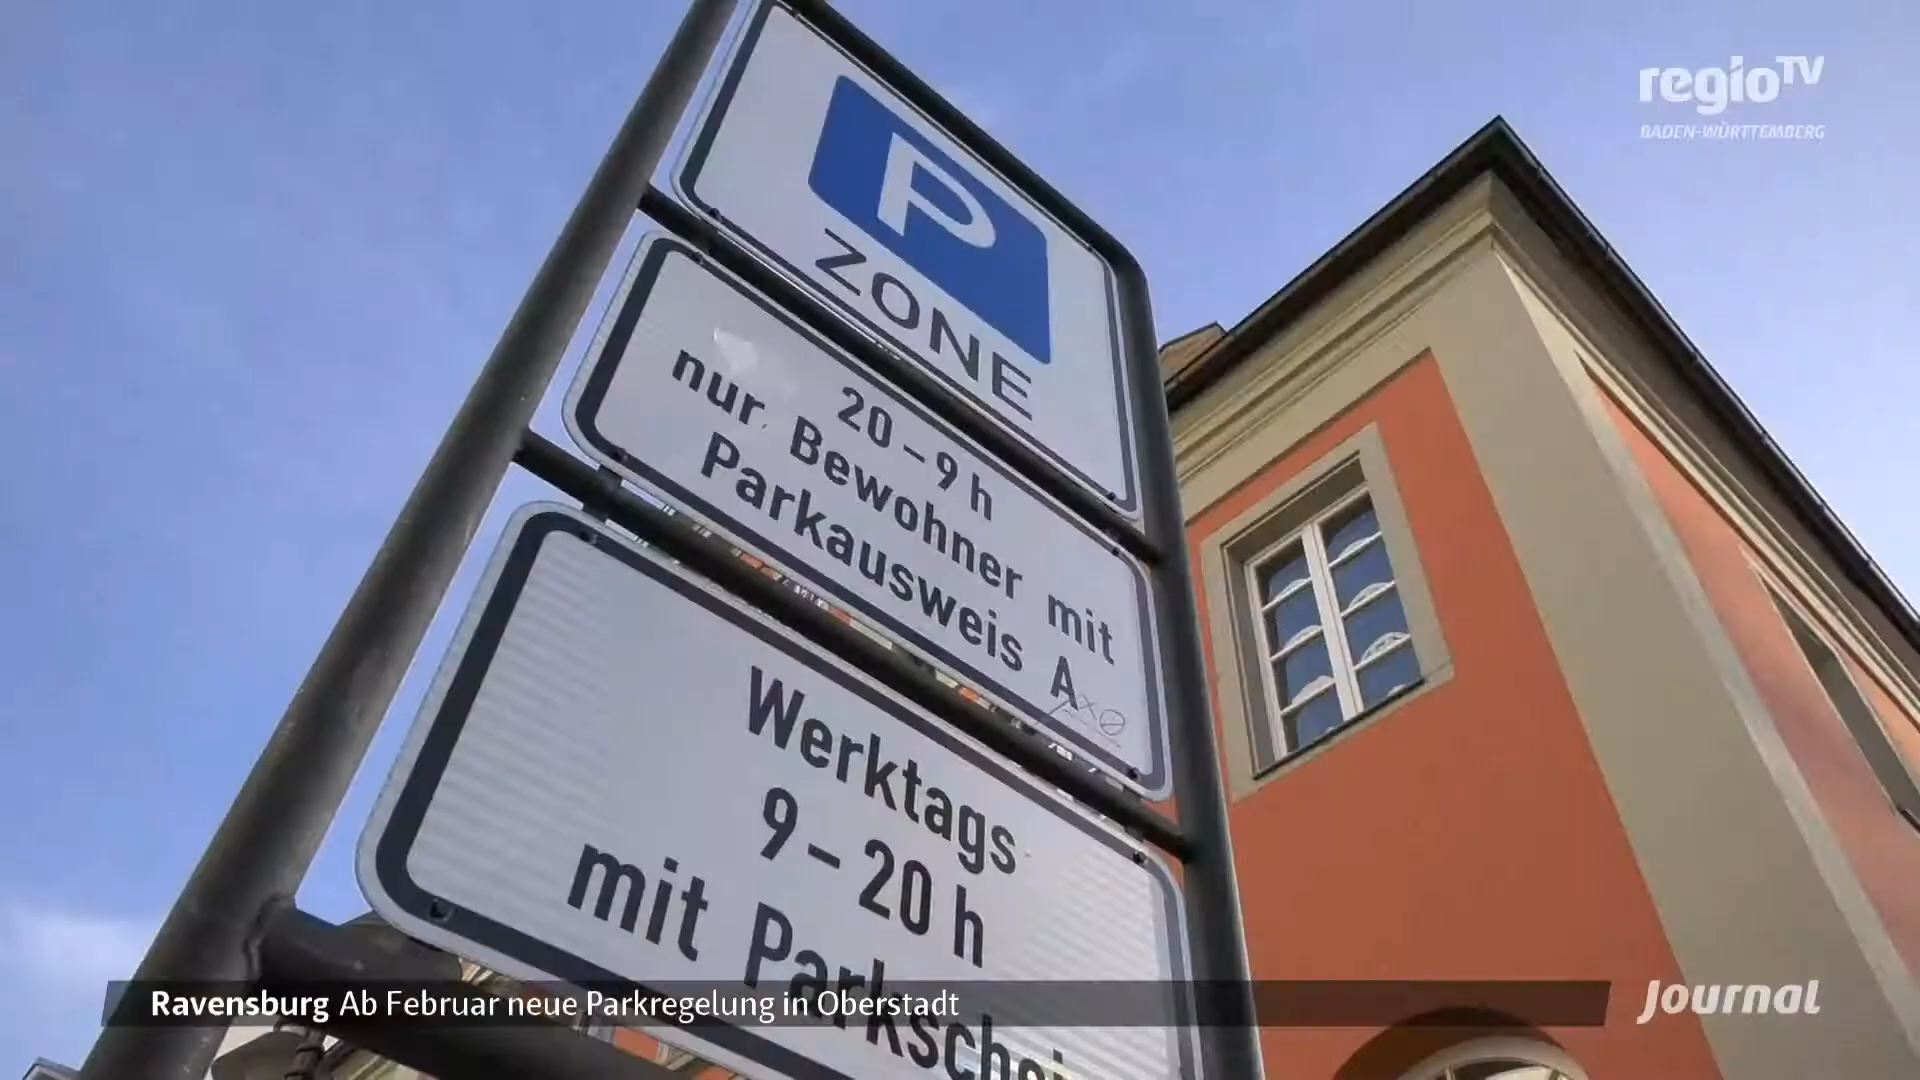 regio TV
BADEN-WÜRTTEMBERG
P
ZONE
20-9 h
nur Bewohner mit
Parkausweis A
Werktags
9-20 h
mit Parkschei
Ravensburg Ab Februar neue Parkregelung in Oberstadt
Journal